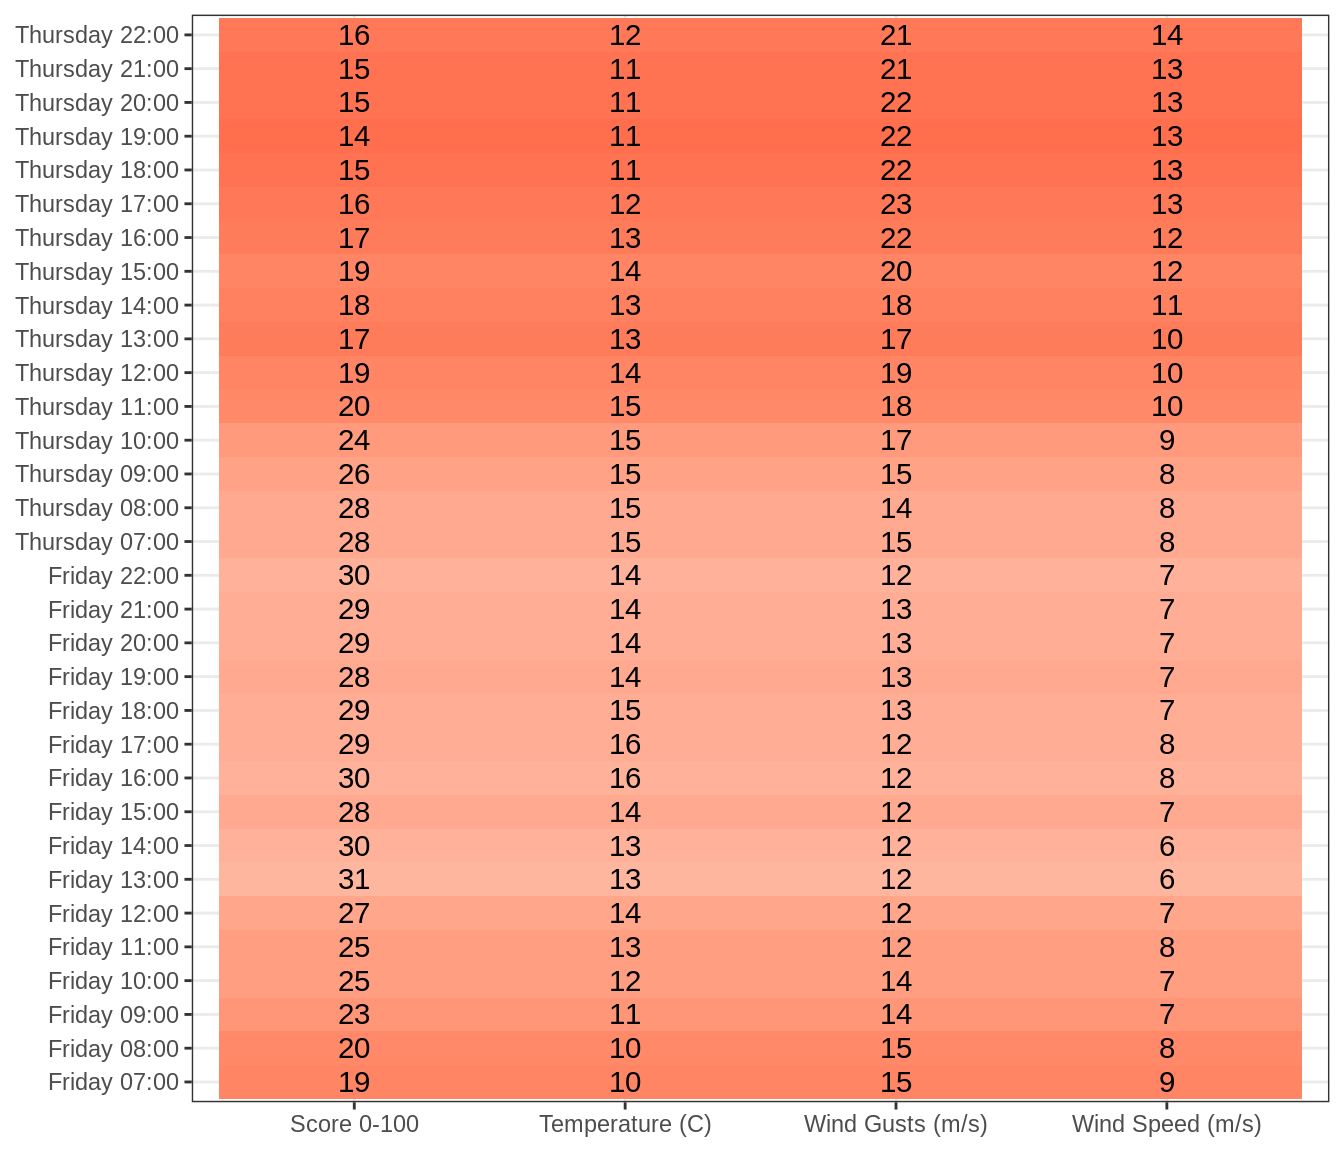 Thursday 22:00 16 12 21 14
Thursday 21:00 15 11 21 13
Thursday 20:00 15 11 22 13
Thursday 19:00 14 11 22 13
Thursday 18:00 15 11 22 13
Thursday 17:00 16 12 23 13
Thursday 16:00 17 13 22 12
Thursday 15:00 19 14 20 12
Thursday 14:00 18 13 18 11
Thursday 13:00 17 13 17 10
Thursday 12:00 19 14 19 10
Thursday 11:00 20 15 18 10
Thursday 10:00 24 15 17 9
Thursday 09:00 26 15 15 8
Thursday 08:00 28 15 14 8
Thursday 07:00 28 15 15 8
Friday 22:00 30 14 12 7
Friday 21:00 29 14 13 7
Friday 20:00 29 14 13 7
Friday 19:00 28 14 13 7
Friday 18:00 29 15 13 7
Friday 17:00 29 16 12 8
Friday 16:00 30 16 12 8
Friday 15:00 28 14 12 7
Friday 14:00 30 13 12 6
Friday 13:00 31 13 12 6
Friday 12:00 27 14 12 7
Friday 11:00 25 13 12 8
Friday 10:00 25 12 14 7
Friday 09:00 23 11 14 7
Friday 08:00 20 10 15 8
Friday 07:00 19 10 15 9
Score 0-100 Temperature (C) Wind Gusts (m/s) Wind Speed (m/s)